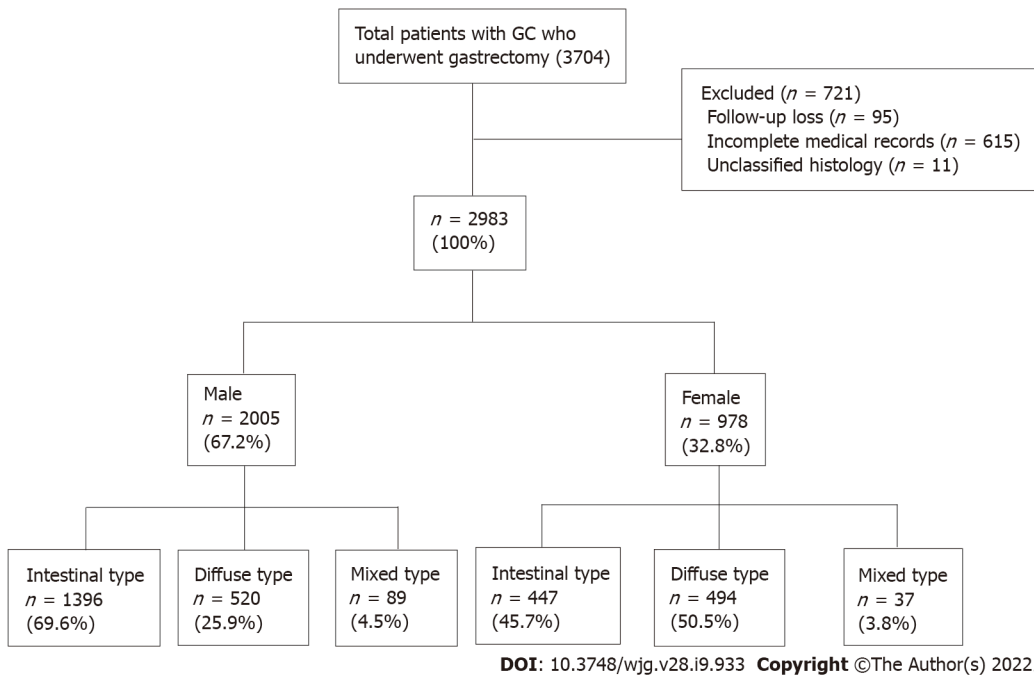 Total patients with GC who
underwent gastrectomy (3704)
Excluded (n = 721)
Follow-up loss (n = 95)
Incomplete medical records (n = 615)
Unclassified histology (n = 11)
n = 2983
(100%)
Male
n = 2005
(67.2%)
Female
n = 978
(32.8%)
Intestinal type
n = 1396
(69.6%)
Diffuse type
n = 520
(25.9%)
Mixed type
n = 89
(4.5%)
Intestinal type
n = 447
(45.7%)
Diffuse type
n = 494
(50.5%)
Mixed type
n = 37
(3.8%)
DOI: 10.3748/wjg.v28.i9.933 Copyright ©The Author(s) 2022